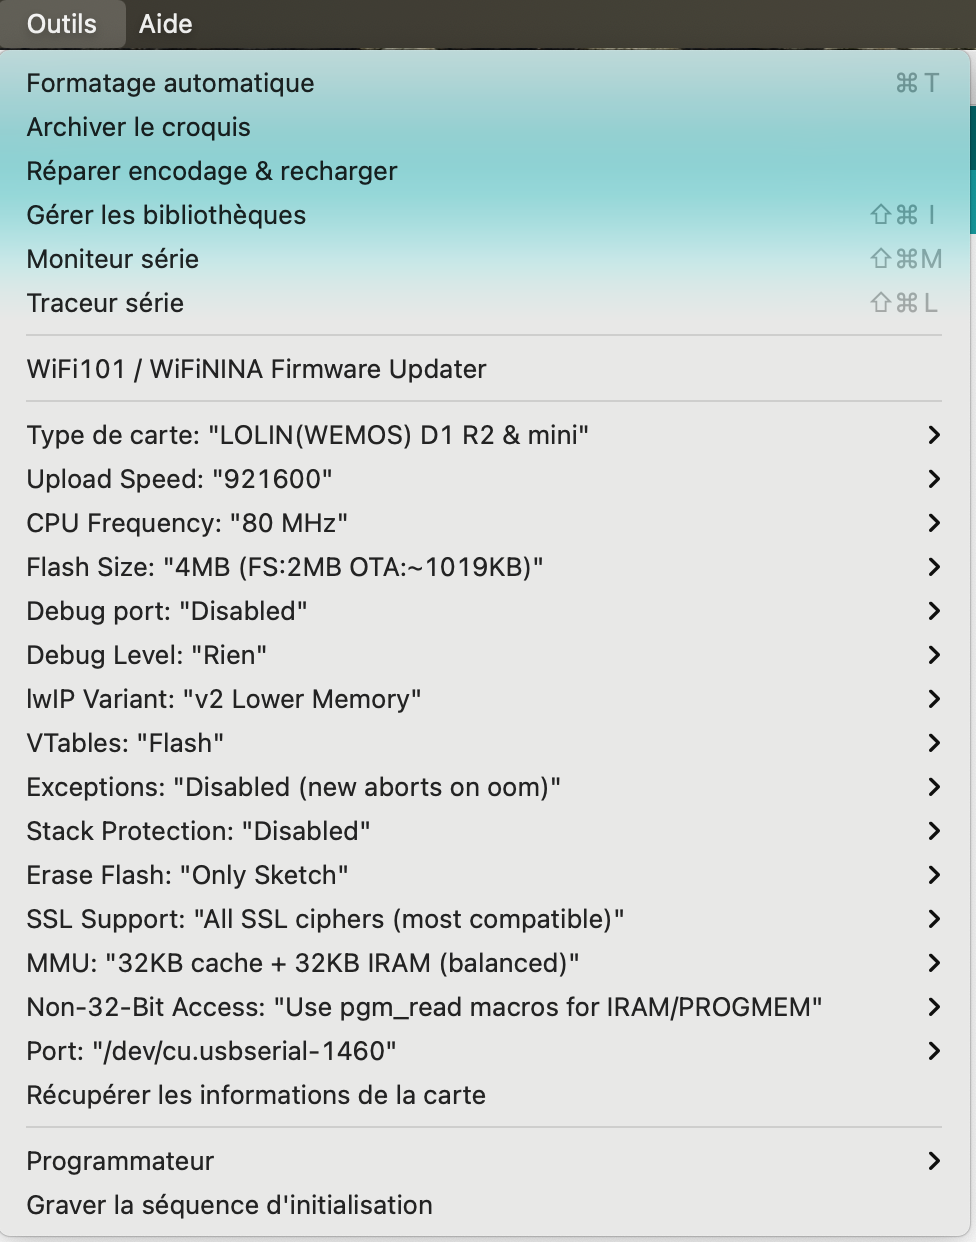 Outils Aide
Formatage automatique ⌘T
Archiver le croquis
Réparer encodage & recharger
Gérer les bibliothèques ⇧⌘I
Moniteur série ⇧⌘M
Traceur série ⇧⌘L
WiFi101 / WiFiNINA Firmware Updater
Type de carte: "LOLIN(WEMOS) D1 R2 & mini"
Upload Speed: "921600"
CPU Frequency: "80 MHz"
Flash Size: "4MB (FS:2MB OTA:~1019KB)"
Debug port: "Disabled"
Debug Level: "Rien"
lwIP Variant: "v2 Lower Memory"
VTables: "Flash"
Exceptions: "Disabled (new aborts on oom)"
Stack Protection: "Disabled"
Erase Flash: "Only Sketch"
SSL Support: "All SSL ciphers (most compatible)"
MMU: "32KB cache + 32KB IRAM (balanced)"
Non-32-Bit Access: "Use pgm_read macros for IRAM/PROGMEM"
Port: "/dev/cu.usbserial-1460"
Récupérer les informations de la carte
Programmateur
Graver la séquence d'initialisation